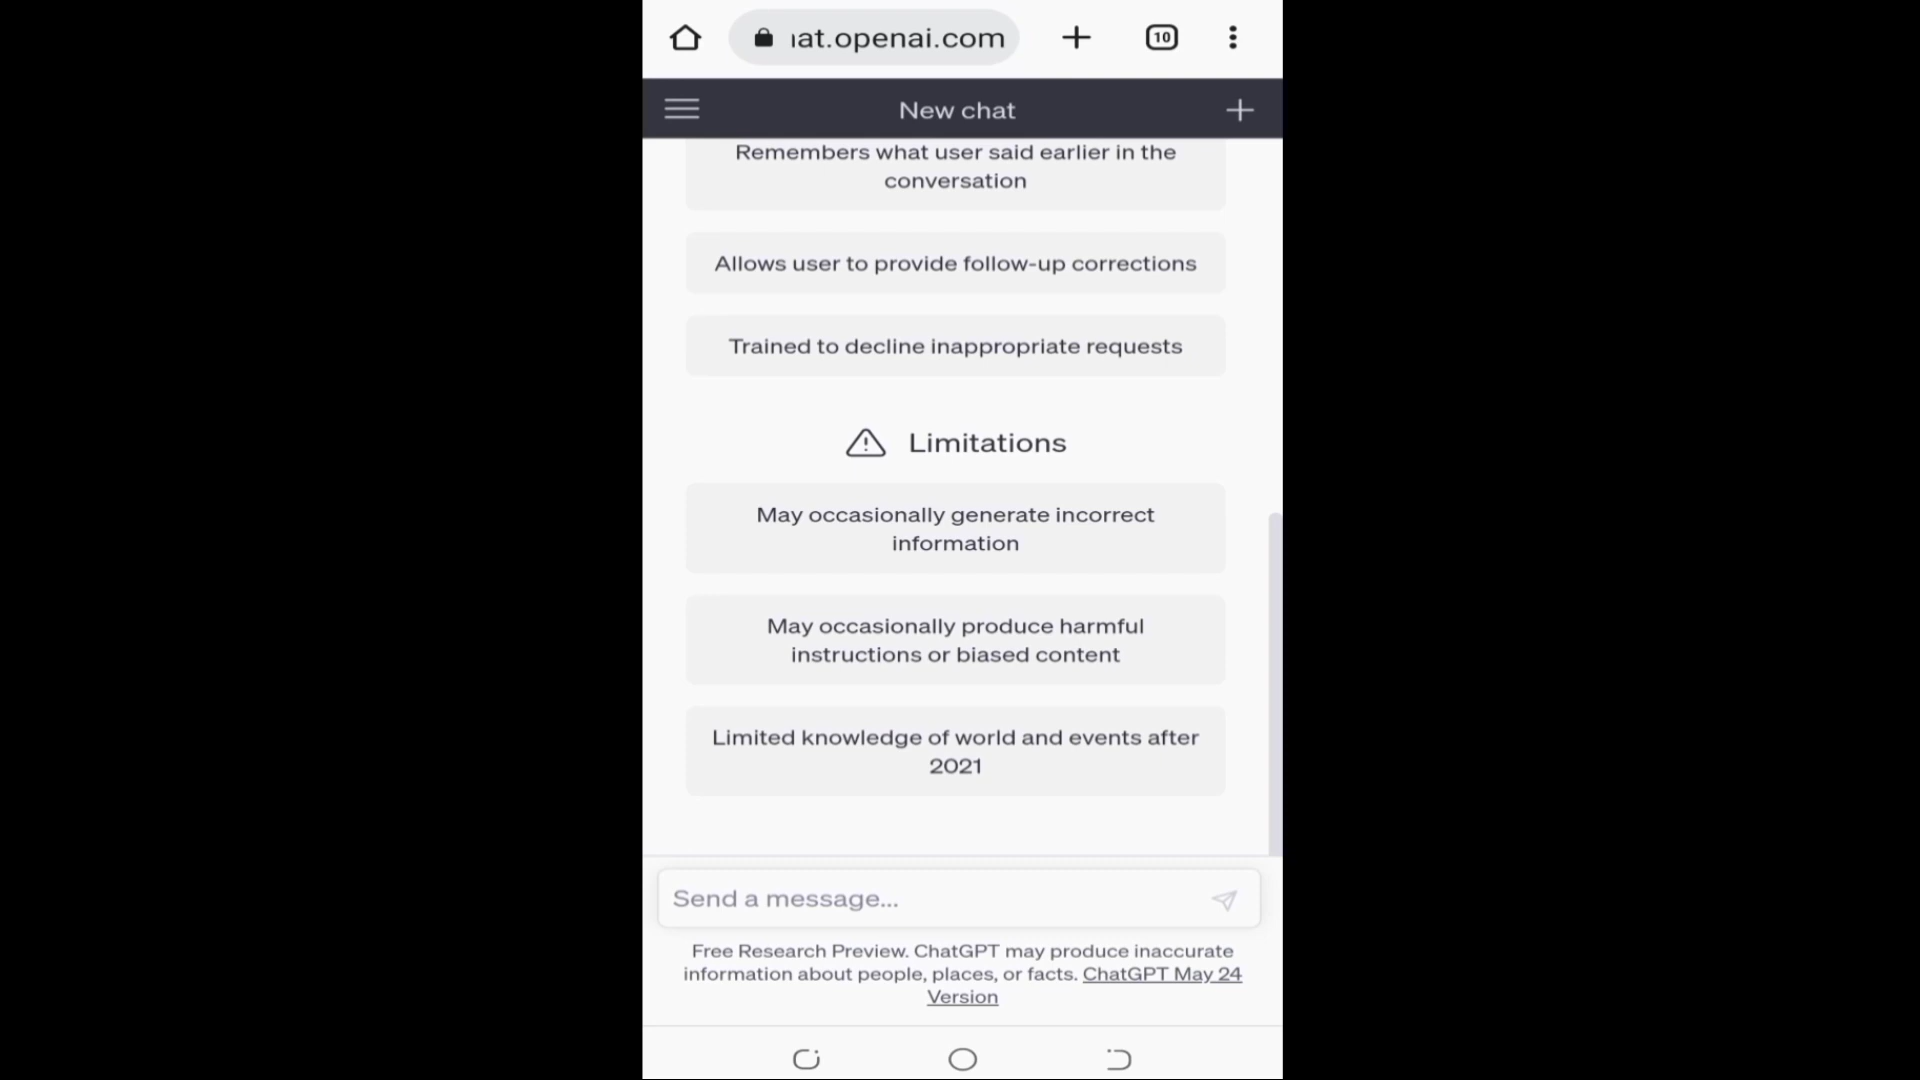 at.openai.com
10
New chat
Remembers what user said earlier in the
conversation
Allows user to provide follow-up corrections
Trained to decline inappropriate requests
Limitations
May occasionally generate incorrect
information
May occasionally produce harmful
instructions or biased content
Limited knowledge of world and events after
2021
Send a message...
Free Research Preview. ChatGPT may produce inaccurate
information about people, places, or facts. ChatGPT May 24
Version